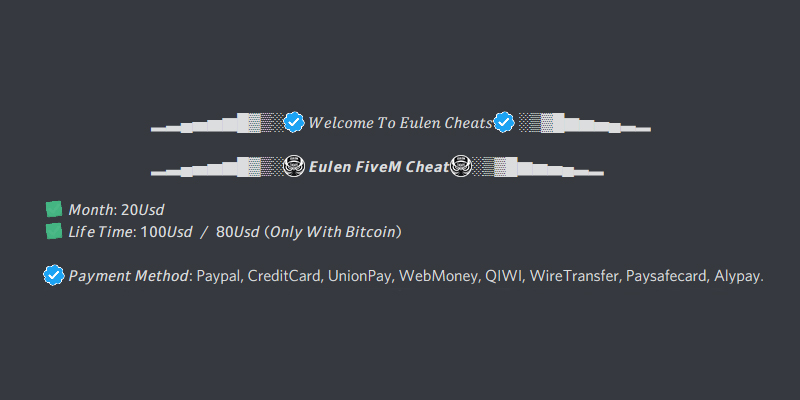 Welcome To Eulen Cheats
Eulen FiveM Cheat
Month: 20Usd
Life Time: 100Usd / 80Usd (Only With Bitcoin)
Payment Method: Paypal, CreditCard, UnionPay, WebMoney, QIWI, WireTransfer, Paysafecard, Alypay.